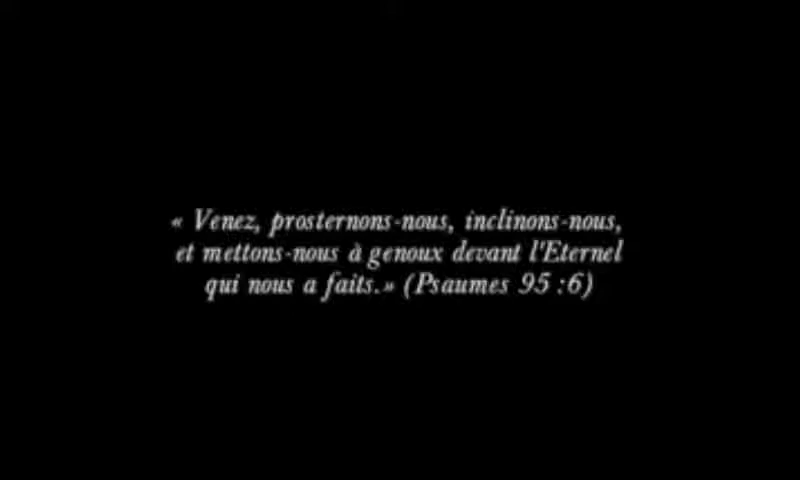 « Venez, prosternons-nous, inclinons-nous,
et mettons-nous à genoux devant l'Eternel
qui nous a faits.» (Psaumes 95 :6)